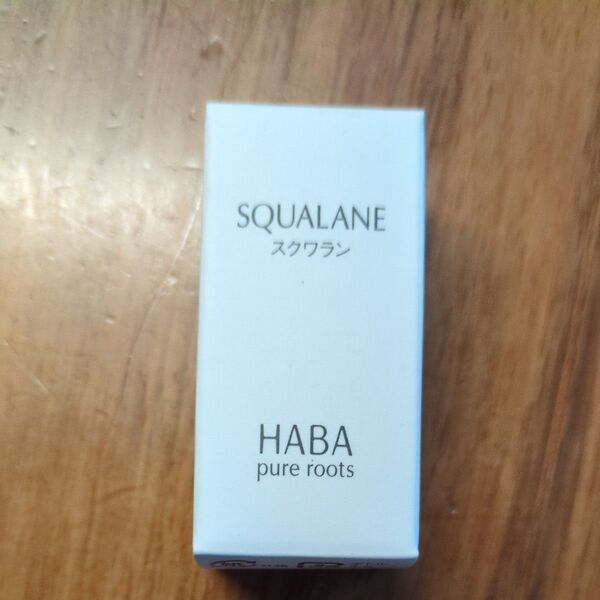 SQUALANE
スクワラン
HABA
pure roots